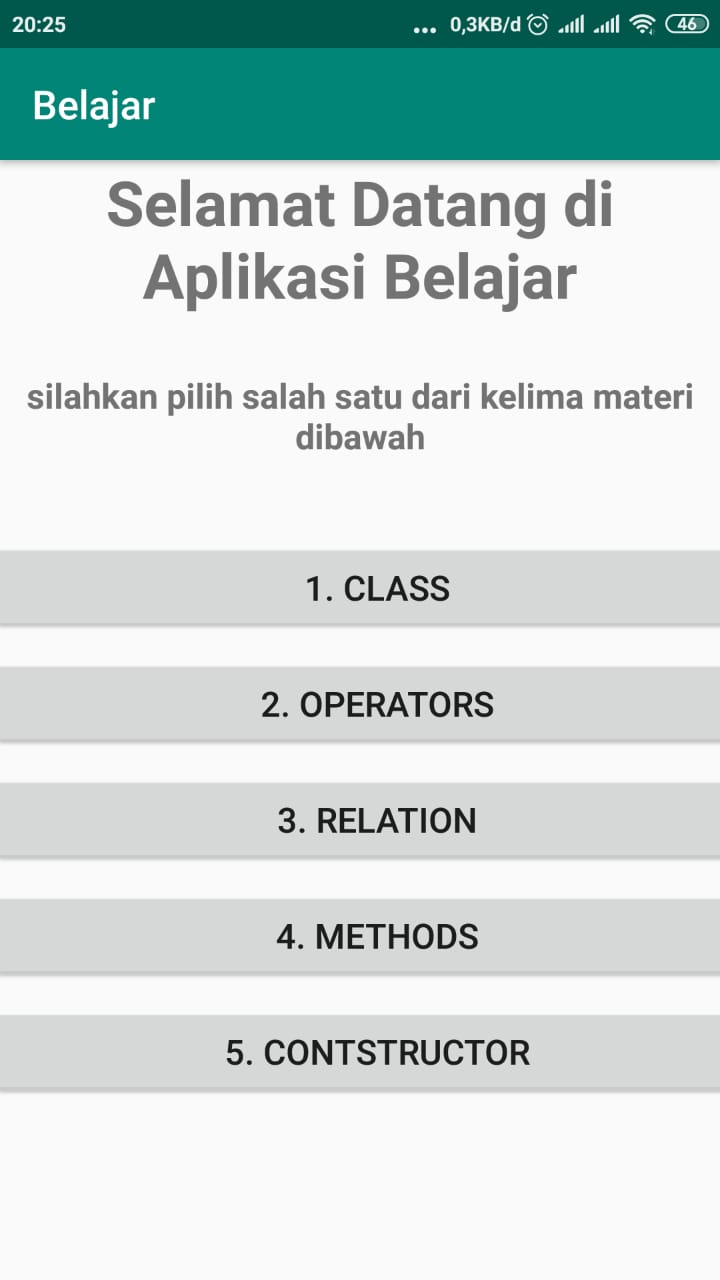 20:25 ... 0,3KB/d 46
Belajar
Selamat Datang di
Aplikasi Belajar
silahkan pilih salah satu dari kelima materi
dibawah
1. CLASS
2. OPERATORS
3. RELATION
4. METHODS
5. CONTSTRUCTOR